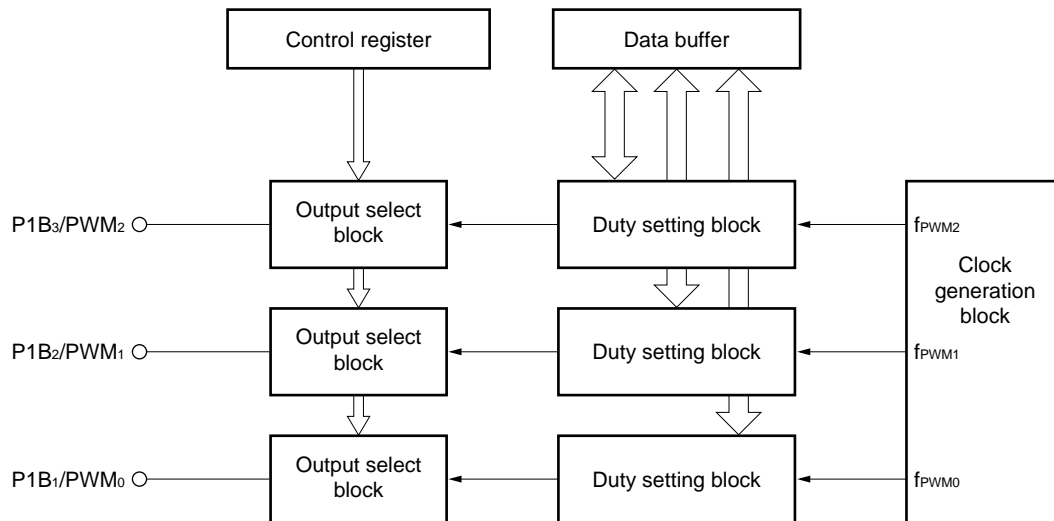 Control register
Data buffer
P1B₃/PWM₂
Output select
block
Duty setting block
fPWM2
Clock
generation
block
P1B₂/PWM₁
Output select
block
Duty setting block
fPWM1
P1B₁/PWM₀
Output select
block
Duty setting block
fPWM0